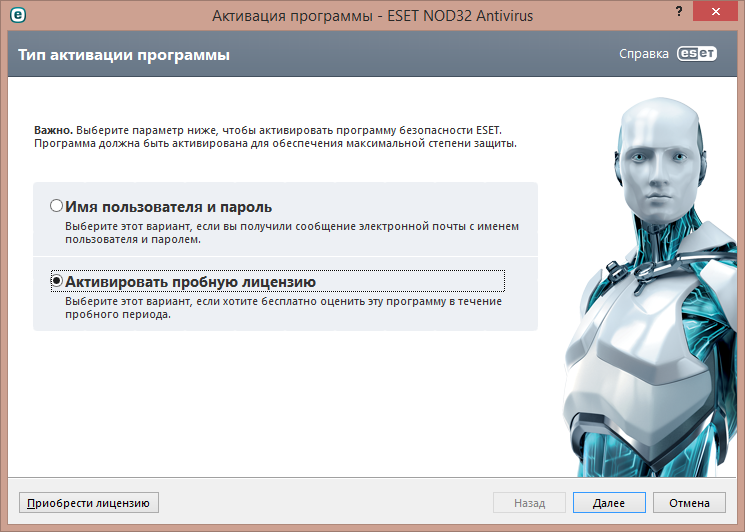 e
Активация программы - ESET NOD32 Antivirus
?
Тип активации программы
Справка
eseT
Важно. Выберите параметр ниже, чтобы активировать программу безопасности ESET.
Программа должна быть активирована для обеспечения максимальной степени защиты.
Имя пользователя и пароль
Выберите этот вариант, если вы получили сообщение электронной почты с именем
пользователя и паролем.
Активировать пробную лицензию
Выберите этот вариант, если хотите бесплатно оценить эту программу в течение
пробного периода.
Приобрести лицензию
Назад
Далее
Отмена